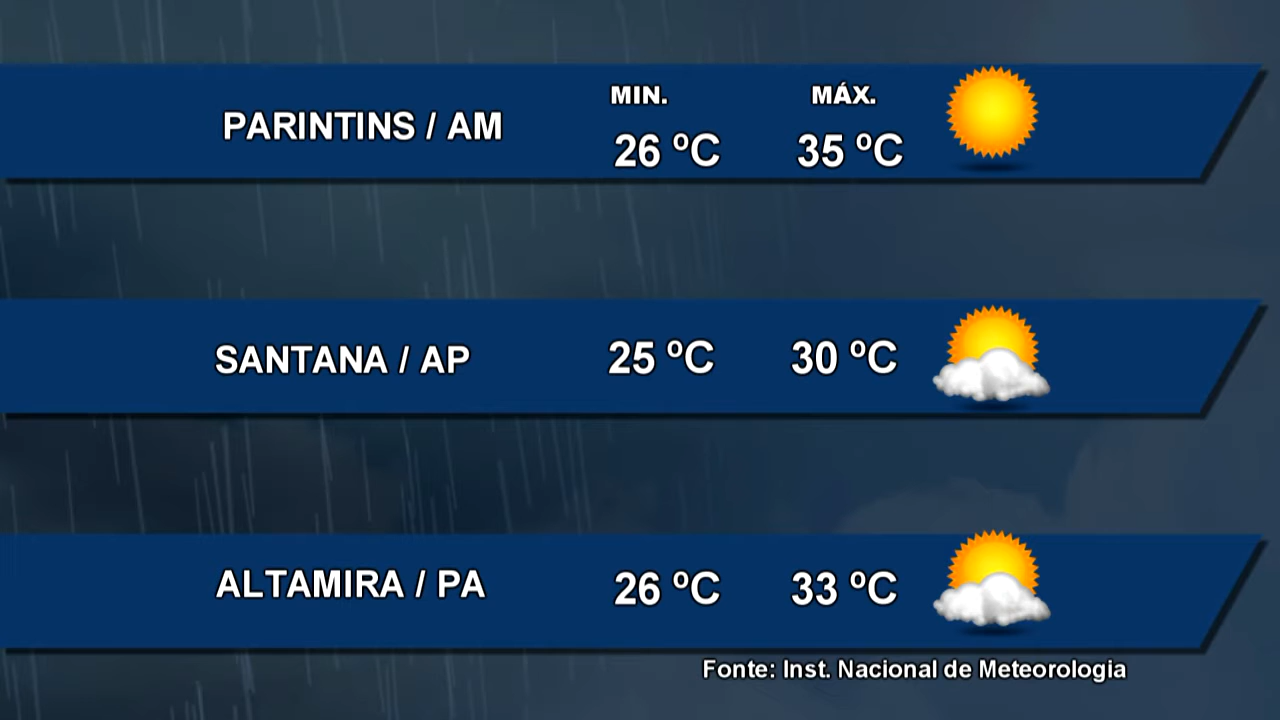 MIN. MÁX.
PARINTINS / AM 26 ºC 35 ºC
SANTANA / AP 25 ºC 30 ºC
ALTAMIRA / PA 26 ºC 33 ºC
Fonte: Inst. Nacional de Meteorologia